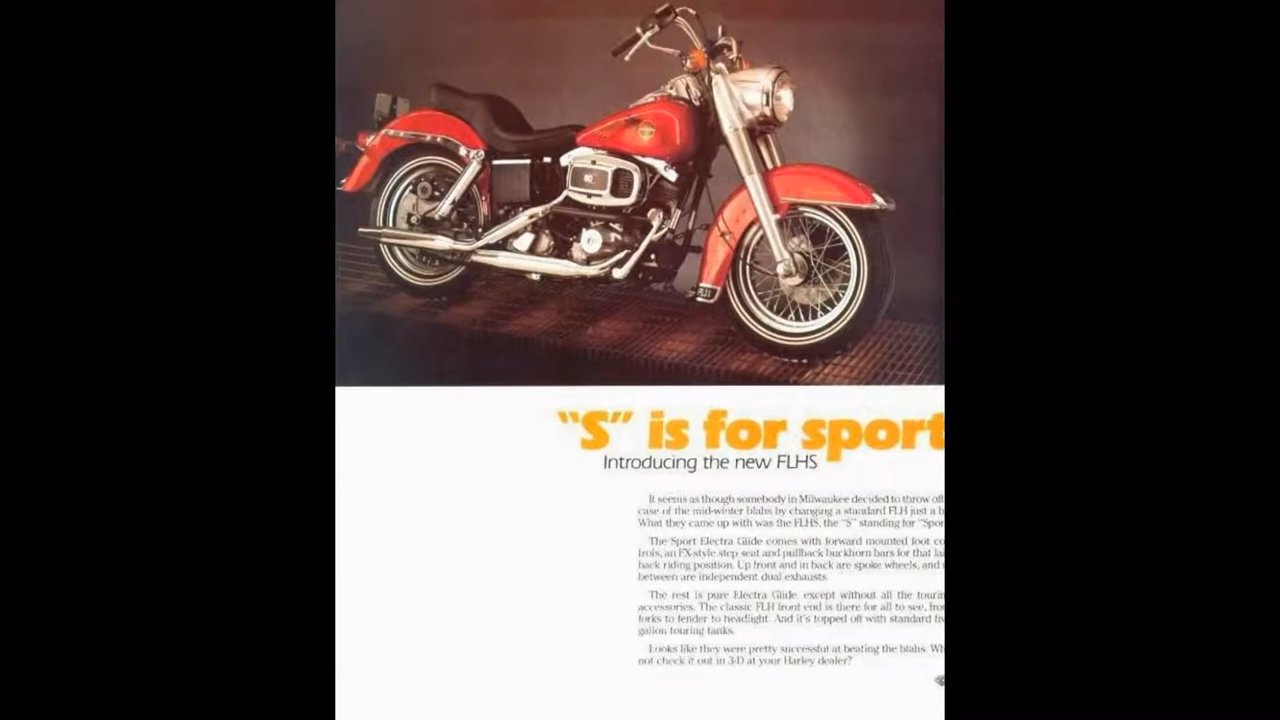 80
"S" is for sport
Introducing the new FLHS
It seems as though somebody in Milwaukee decided to throw off
case of the mid-winter blahs by changing a standard FLH just a b
What they came up with was the FLHS, the "S" standing for "Spor
The Sport Electra Glide comes with forward mounted foot co
trols, an FX-style step seat and pullback buckhorn bars for that lai
back riding position. Up front and in back are spoke wheels, and
between are independent dual exhausts.
The rest is pure Electra Glide, except without all the tourin
accessories. The classic FLH front end is there for all to see, fro
forks to fender to headlight. And it's topped off with standard fiv
gallon touring tanks.
Looks like they were pretty successful at beating the blahs. Wh
not check it out in 3-D at your Harley dealer?